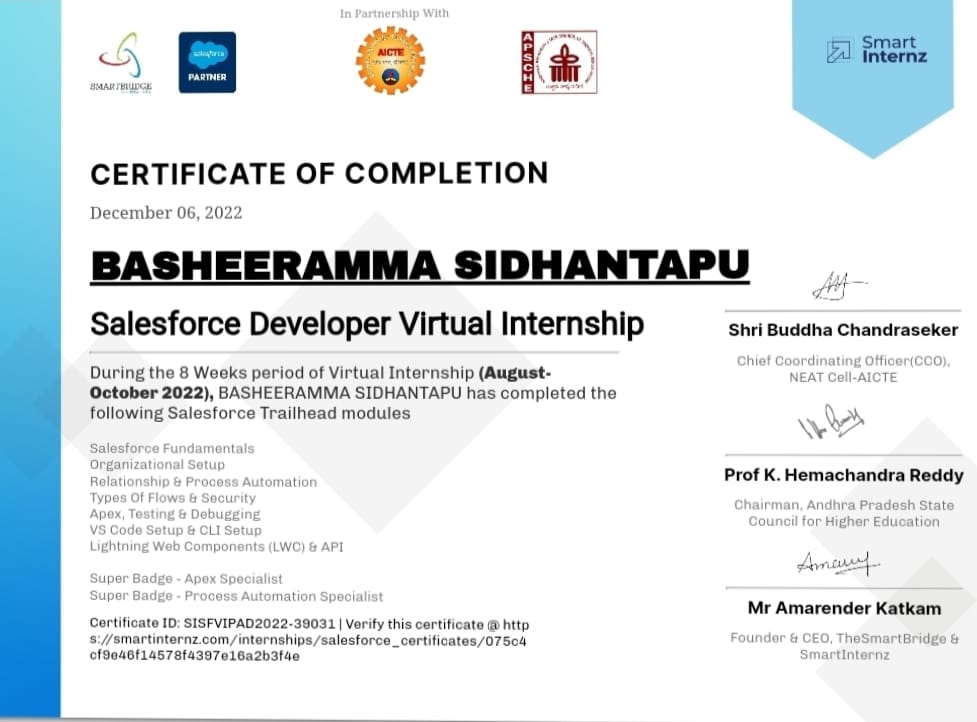 In Partnership With
SMARTBRIDGE
salesforce
PARTNER
AICTE
APSCHE
Smart
Internz
CERTIFICATE OF COMPLETION
December 06, 2022
BASHEERAMMA SIDHANTAPU
Salesforce Developer Virtual Internship
During the 8 Weeks period of Virtual Internship (August-
October 2022), BASHEERAMMA SIDHANTAPU has completed the
following Salesforce Trailhead modules
Salesforce Fundamentals
Organizational Setup
Relationship & Process Automation
Types Of Flows & Security
Apex, Testing & Debugging
VS Code Setup & CLI Setup
Lightning Web Components (LWC) & API
Super Badge - Apex Specialist
Super Badge - Process Automation Specialist
Certificate ID: SISFVIPAD2022-39031 | Verify this certificate @ http
s://smartinternz.com/internships/salesforce_certificates/075c4
cf9e46f14578f4397e16a2b3f4e
Shri Buddha Chandraseker
Chief Coordinating Officer(CCO),
NEAT Cell-AICTE
Prof K. Hemachandra Reddy
Chairman, Andhra Pradesh State
Council for Higher Education
Mr Amarender Katkam
Founder & CEO, TheSmartBridge &
SmartInternz